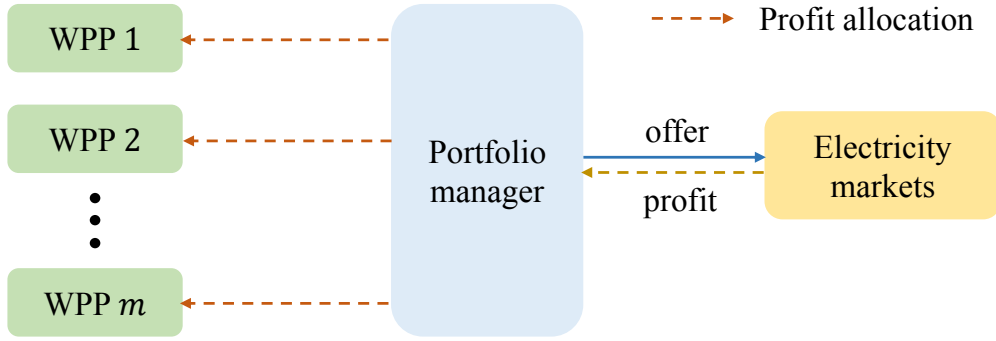 Profit allocation
WPP 1
WPP 2
WPP m
Portfolio
manager
offer
profit
Electricity
markets